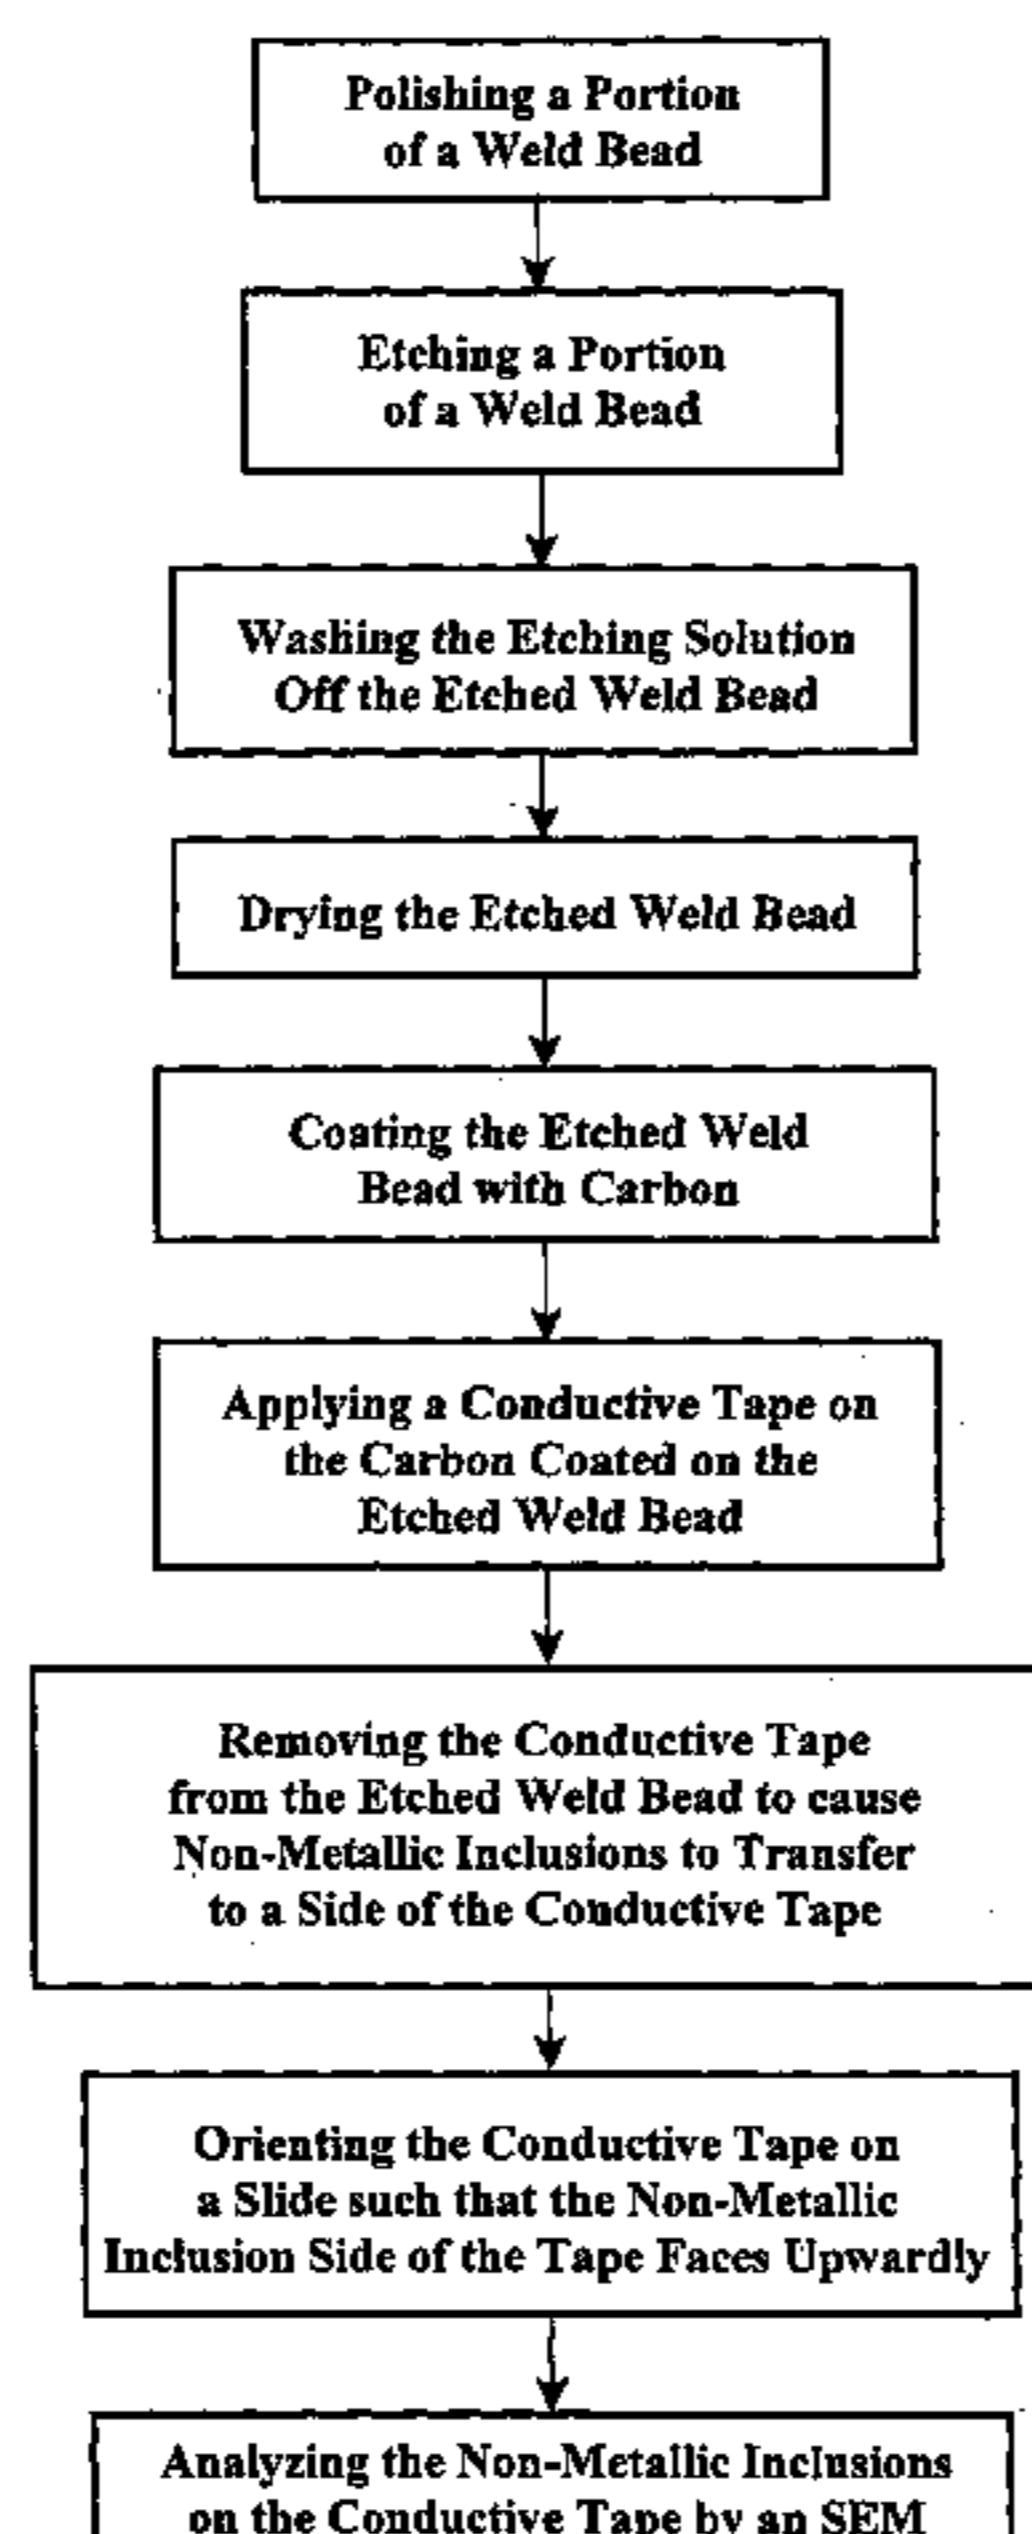 Polishing a Portion
of a Weld Bead
Etching a Portion
of a Weld Bead
Washing the Etching Solution
Off the Etched Weld Bead
Drying the Etched Weld Bead
Coating the Etched Weld
Bead with Carbon
Applying a Conductive Tape on
the Carbon Coated on the
Etched Weld Bead
Removing the Conductive Tape
from the Etched Weld Bead to cause
Non-Metallic Inclusions to Transfer
to a Side of the Conductive Tape
Orienting the Conductive Tape on
a Slide such that the Non-Metallic
Inclusion Side of the Tape Faces Upwardly
Analyzing the Non-Metallic Inclusions
on the Conductive Tape by an SEM